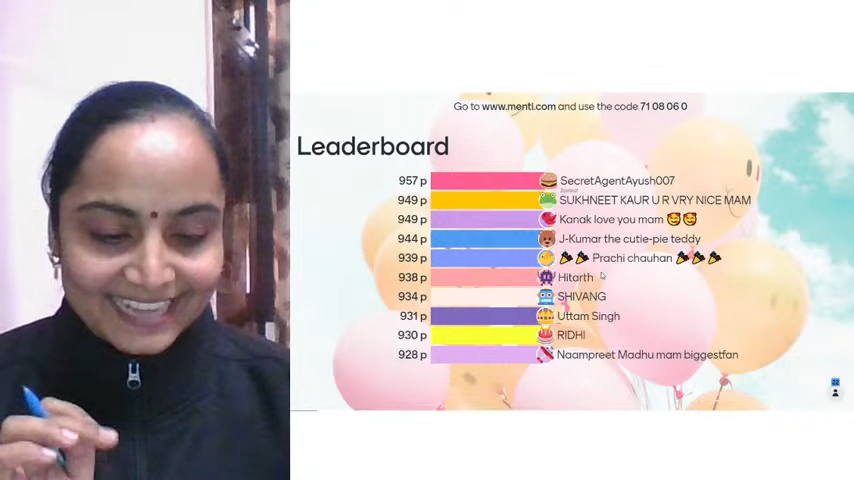 Go to www.menti.com and use the code 71 08 06 0
Leaderboard
957 p SecretAgentAyush007
949 p SUKHNEET KAUR U R VRY NICE MAM
949 p Kanak love you mam 🥰 🥰
944 p J-Kumar the cutie-pie teddy
939 p Prachi chauhan
938 p Hitarth
934 p SHIVANG
931 p Uttam Singh
930 p RIDHI
928 p Naampreet Madhu mam biggestfan
22